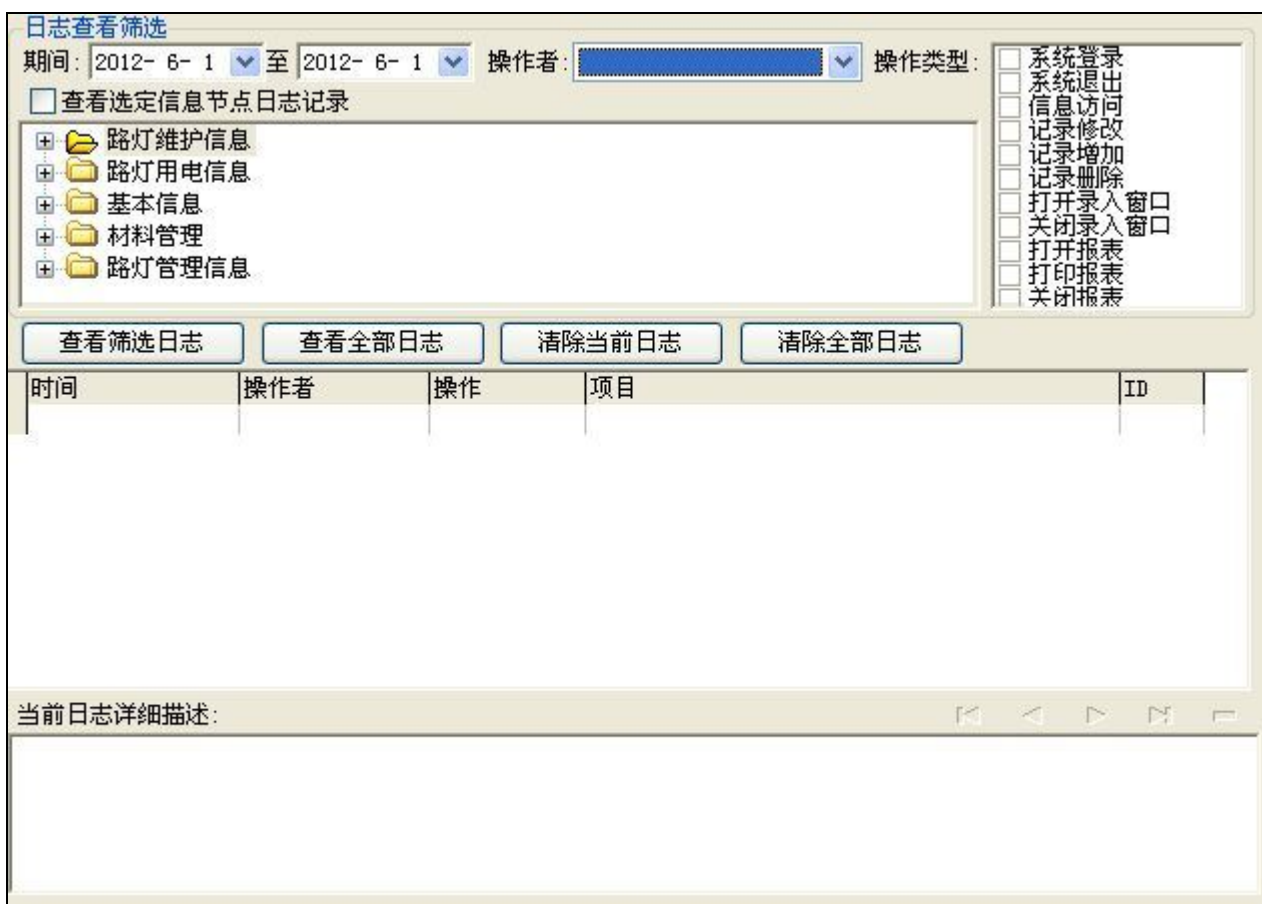 日志查看筛选
期间: 2012- 6- 1 至 2012- 6- 1 操作者: 操作类型:
系统登录
系统退出
信息访问
记录修改
记录增加
记录删除
打开录入窗口
关闭录入窗口
打开报表
打印报表
关闭报表
查看选定信息节点日志记录
路灯維护信息
路灯用电信息
基本信息
材料管理
路灯管理信息
查看筛选日志 查看全部日志 清除当前日志 清除全部日志
时间 操作者 操作 项目 ID
当前日志详细描述: